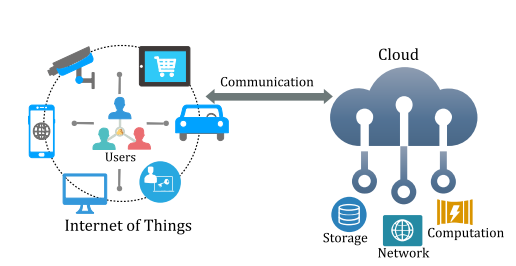 Cloud
Communication
Users
Internet of Things
Storage
Computation
Network